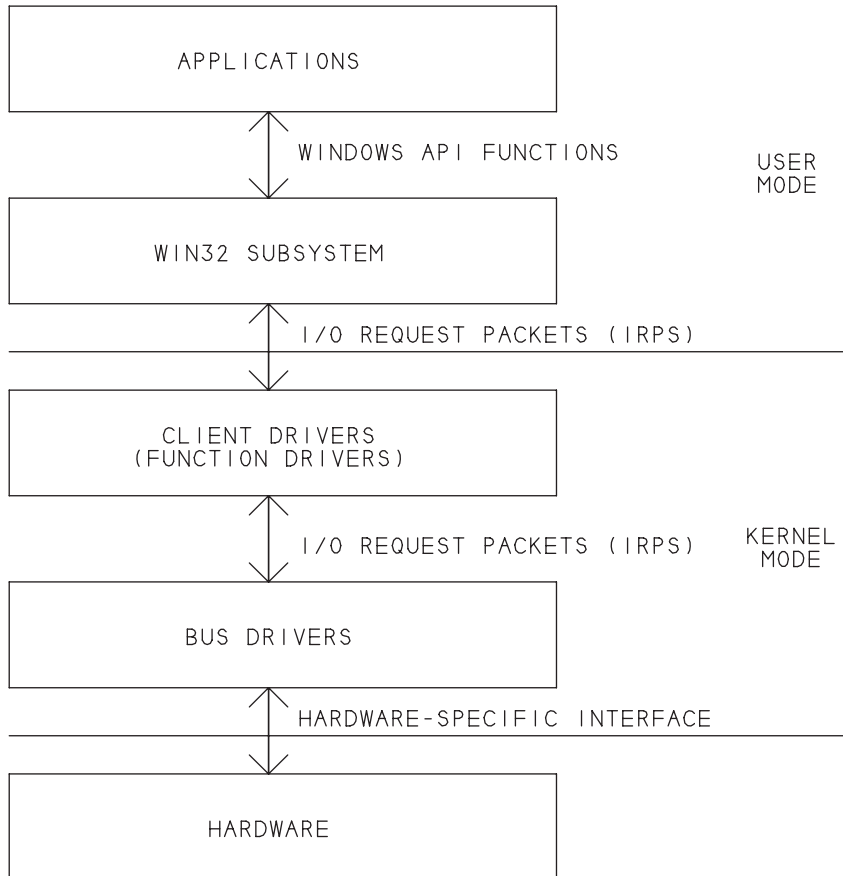 APPLICATIONS
WINDOWS API FUNCTIONS
USER
MODE
WIN32 SUBSYSTEM
I/O REQUEST PACKETS (IRPS)
CLIENT DRIVERS
(FUNCTION DRIVERS)
I/O REQUEST PACKETS (IRPS)
KERNEL
MODE
BUS DRIVERS
HARDWARE-SPECIFIC INTERFACE
HARDWARE